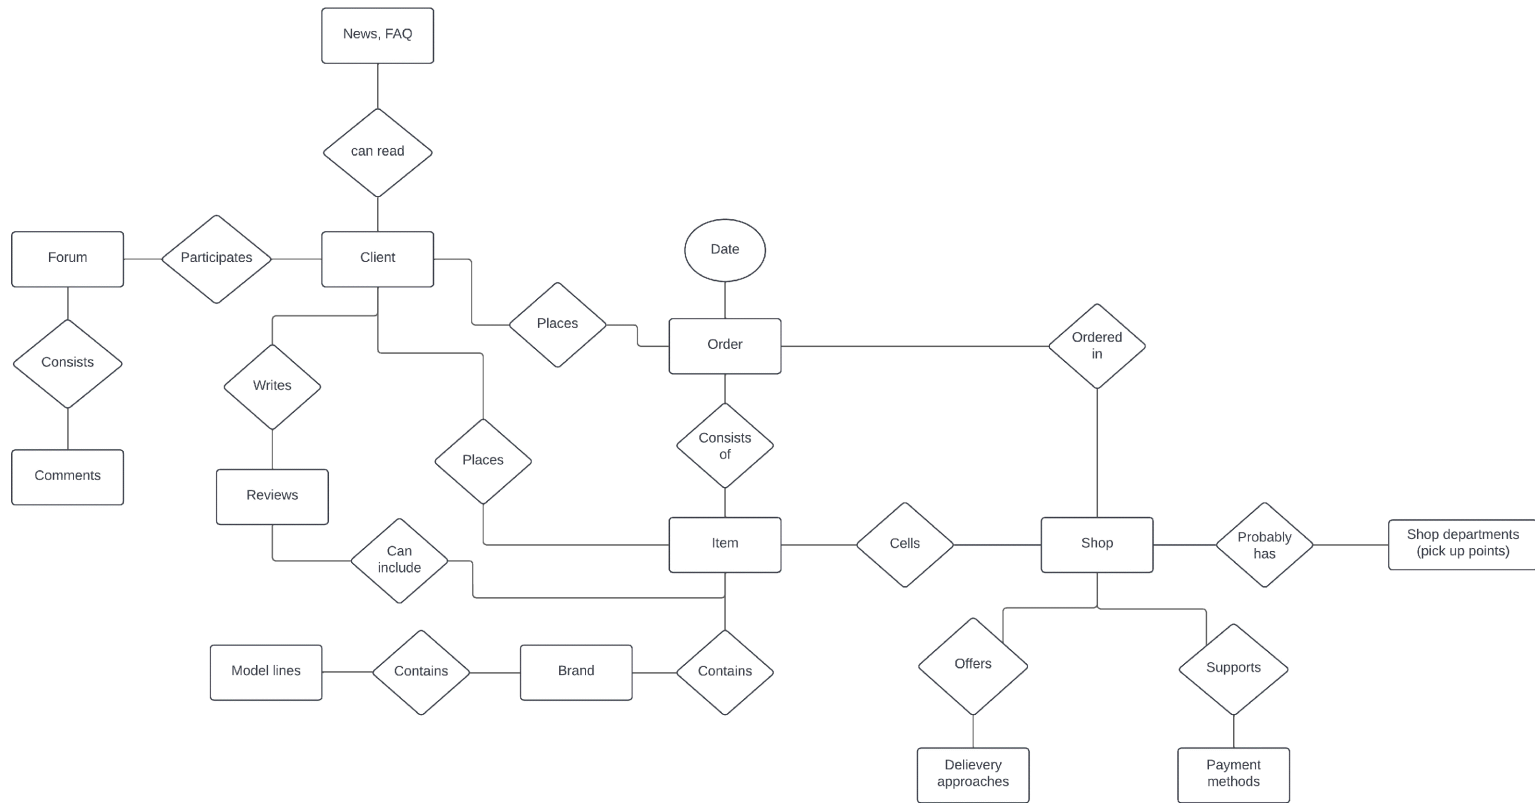 News, FAQ
can read
Forum
Participates
Client
Date
Places
Order
Ordered
in
Consists
Writes
Places
Consists
of
Comments
Reviews
Can
include
Item
Cells
Shop
Probably
has
Shop departments
(pick up points)
Model lines
Contains
Brand
Contains
Offers
Supports
Delievery
approaches
Payment
methods